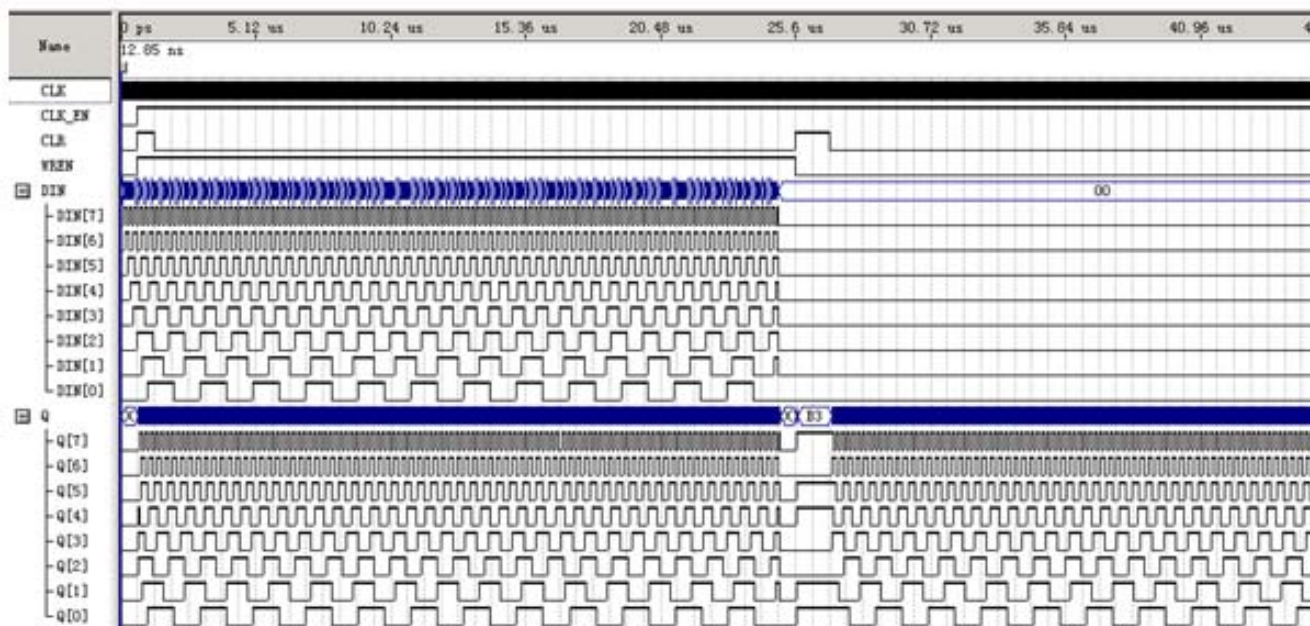 Name
0 ps 5.12 us 10.24 us 15.36 us 20.48 us 25.6 us 30.72 us 35.84 us 40.96 us
12.85 ns
CLK
CLK_EN
CLR
WREN
DIN 00
DIN[7]
DIN[6]
DIN[5]
DIN[4]
DIN[3]
DIN[2]
DIN[1]
DIN[0]
Q X X B3
Q[7]
Q[6]
Q[5]
Q[4]
Q[3]
Q[2]
Q[1]
Q[0]